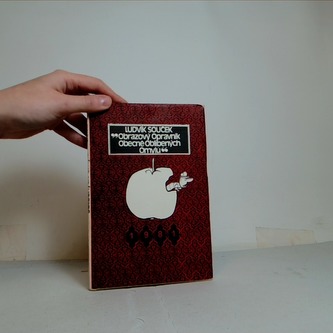 LUDVÍK SOUČEK
"Obrazový Opravník
Obecně Oblíbených
Omylů"